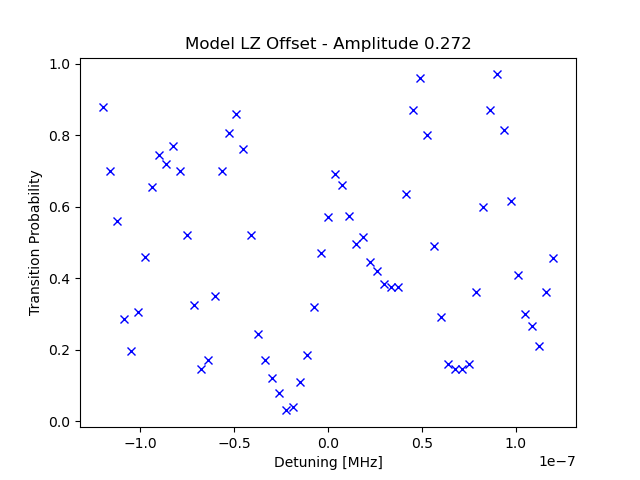 Model LZ Offset - Amplitude 0.272
Transition Probability
1.0
0.8
0.6
0.4
0.2
0.0
−1.0 −0.5 0.0 0.5 1.0
1e−7
Detuning [MHz]